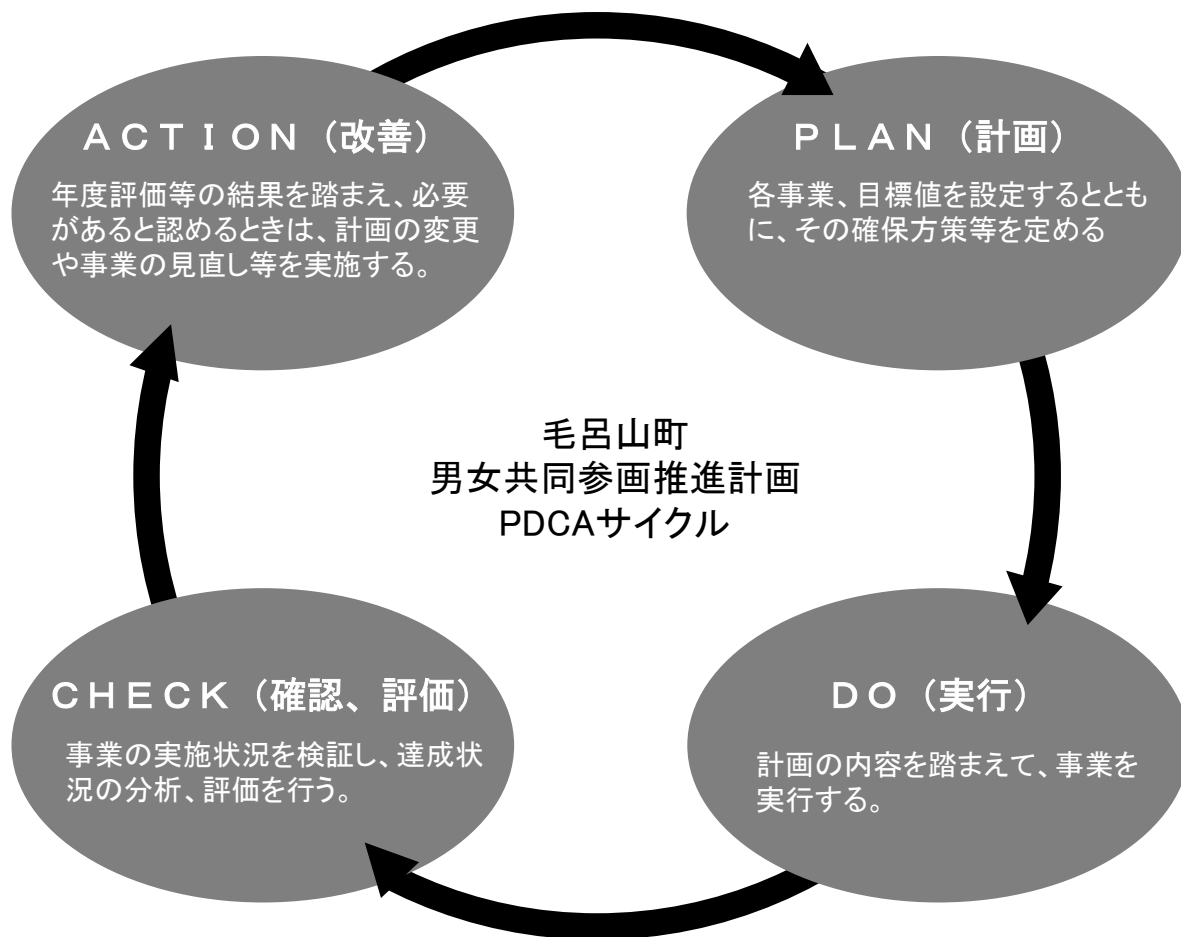 ＡＣＴＩＯＮ（改善）
年度評価等の結果を踏まえ、必要
があると認めるときは、計画の変更
や事業の見直し等を実施する。
ＰＬＡＮ（計画）
各事業、目標値を設定するととも
に、その確保方策等を定める
毛呂山町
男女共同参画推進計画
PDCAサイクル
ＣＨＥＣＫ（確認、評価）
事業の実施状況を検証し、達成状
況の分析、評価を行う。
ＤＯ（実行）
計画の内容を踏まえて、事業を
実行する。